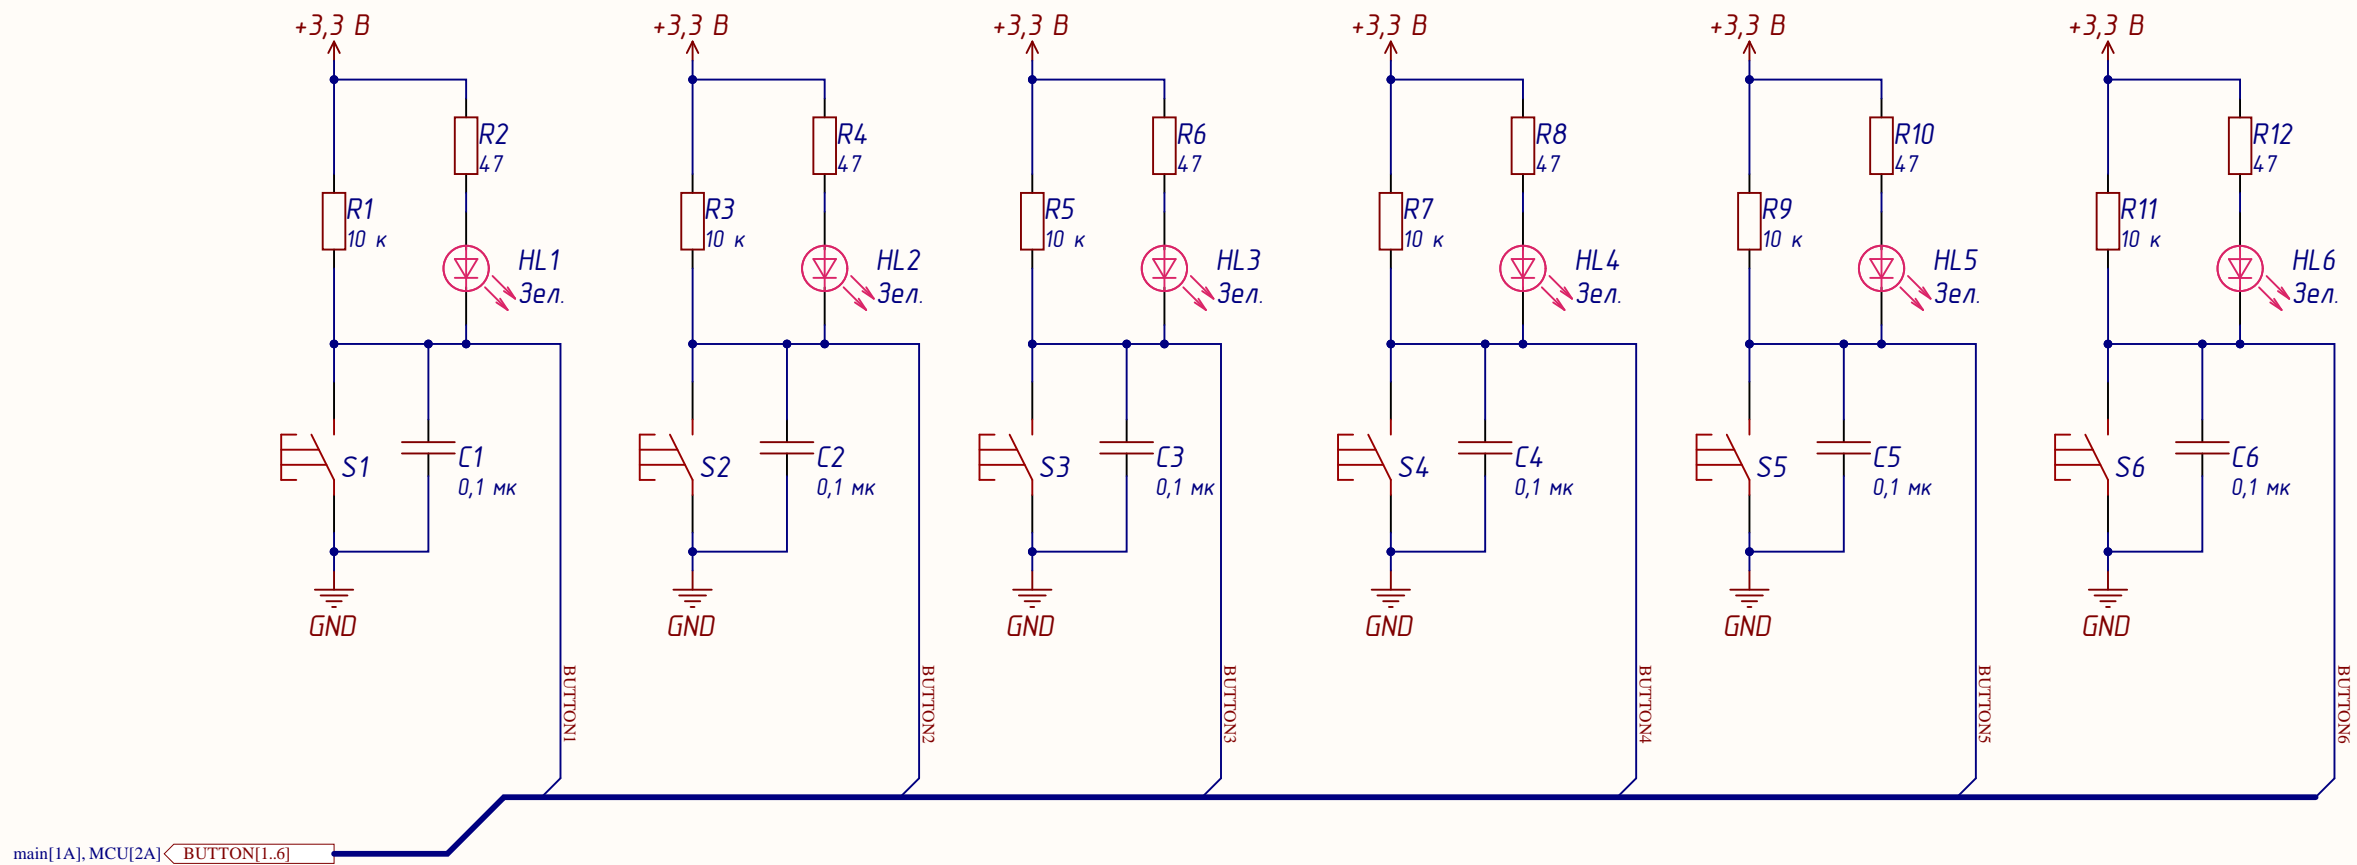 +3,3 В
+3,3 В
+3,3 В
+3,3 В
+3,3 В
+3,3 В
R2
47
R4
47
R6
47
R8
47
R10
47
R12
47
R1
10 к
R3
10 к
R5
10 к
R7
10 к
R9
10 к
R11
10 к
HL1
Зел.
HL2
Зел.
HL3
Зел.
HL4
Зел.
HL5
Зел.
HL6
Зел.
S1
C1
0,1 мк
S2
C2
0,1 мк
S3
C3
0,1 мк
S4
C4
0,1 мк
S5
C5
0,1 мк
S6
C6
0,1 мк
GND
GND
GND
GND
GND
GND
BUTTON1
BUTTON2
BUTTON3
BUTTON4
BUTTON5
BUTTON6
main[1A], MCU[2A]
BUTTON[1..6]